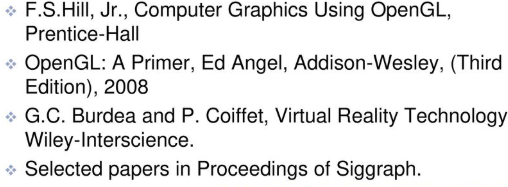 ❖ F.S.Hill, Jr., Computer Graphics Using OpenGL,
Prentice-Hall
❖ OpenGL: A Primer, Ed Angel, Addison-Wesley, (Third
Edition), 2008
❖ G.C. Burdea and P. Coiffet, Virtual Reality Technology
Wiley-Interscience.
❖ Selected papers in Proceedings of Siggraph.